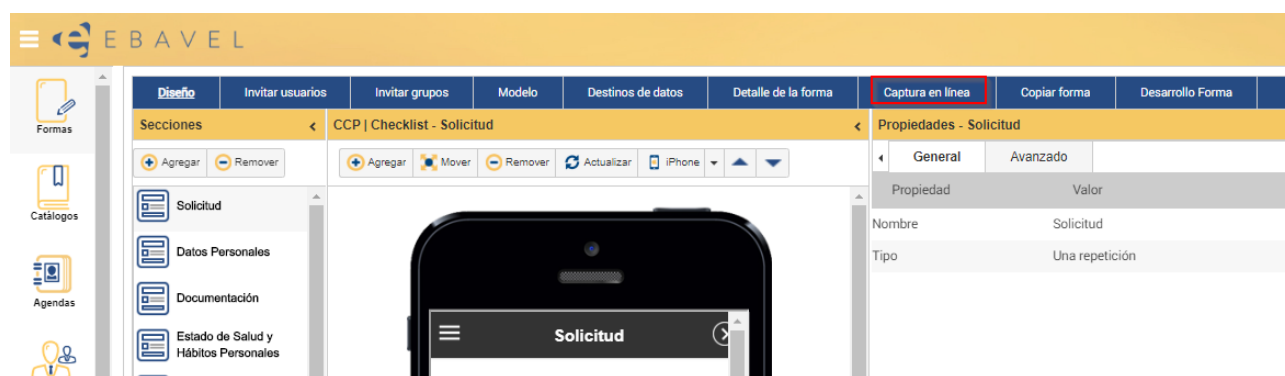 EBAVEL
Diseño
Invitar usuarios
Invitar grupos
Modelo
Destinos de datos
Detalle de la forma
Captura en línea
Copiar forma
Desarrollo Forma
Formas
Catálogos
Agendas
Secciones
Agregar
Remover
Solicitud
Datos Personales
Documentación
Estado de Salud y
Hábitos Personales
CCP | Checklist - Solicitud
Agregar
Mover
Remover
Actualizar
iPhone
Solicitud
Propiedades - Solicitud
General
Avanzado
Propiedad Valor
Nombre Solicitud
Tipo Una repetición